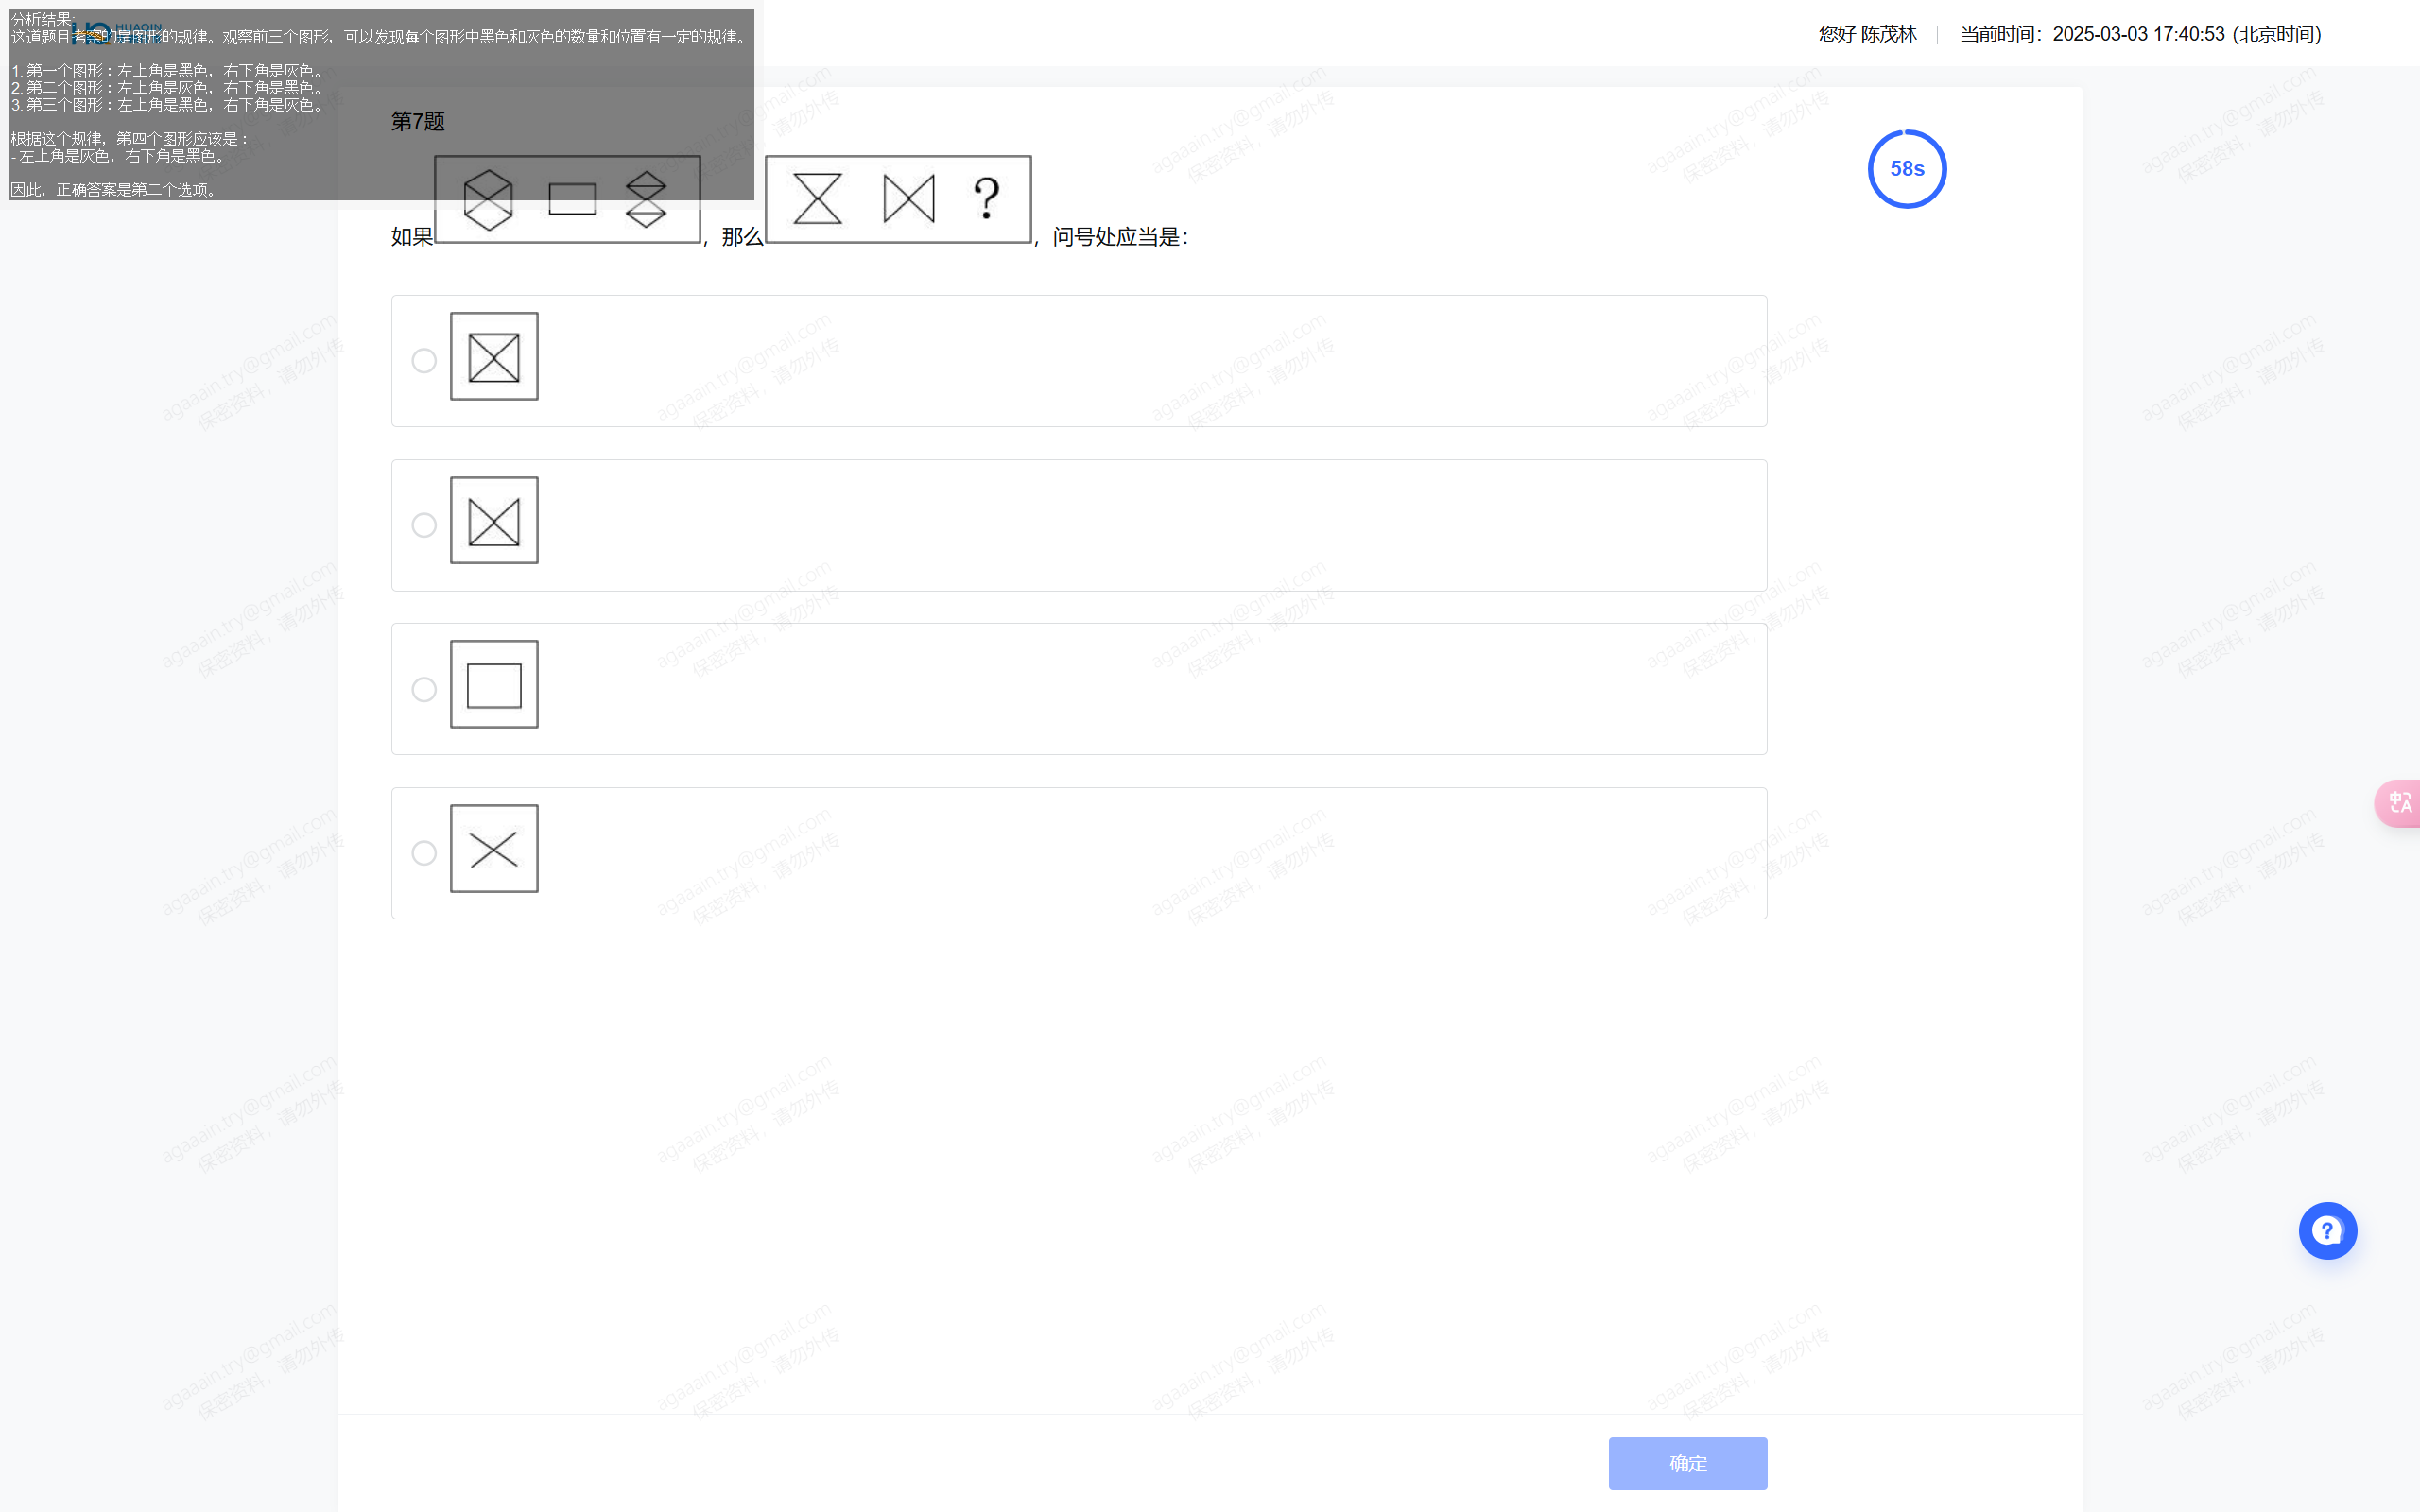 分析结果:
这道题目考察的是图形的规律。观察前三个图形，可以发现每个图形中黑色和灰色的数量和位置有一定的规律。
1. 第一个图形：左上角是黑色，右下角是灰色。
2. 第二个图形：左上角是灰色，右下角是黑色。
3. 第三个图形：左上角是黑色，右下角是灰色。
根据这个规律，第四个图形应该是：
- 左上角是灰色，右下角是黑色。
因此，正确答案是第二个选项。
HUAQIN
您好 陈茂林
当前时间：2025-03-03 17:40:53 (北京时间)
第7题
58s
如果，那么 ? ，问号处应当是：
确定
agaaain.try@gmail.com
保密资料，请勿外传